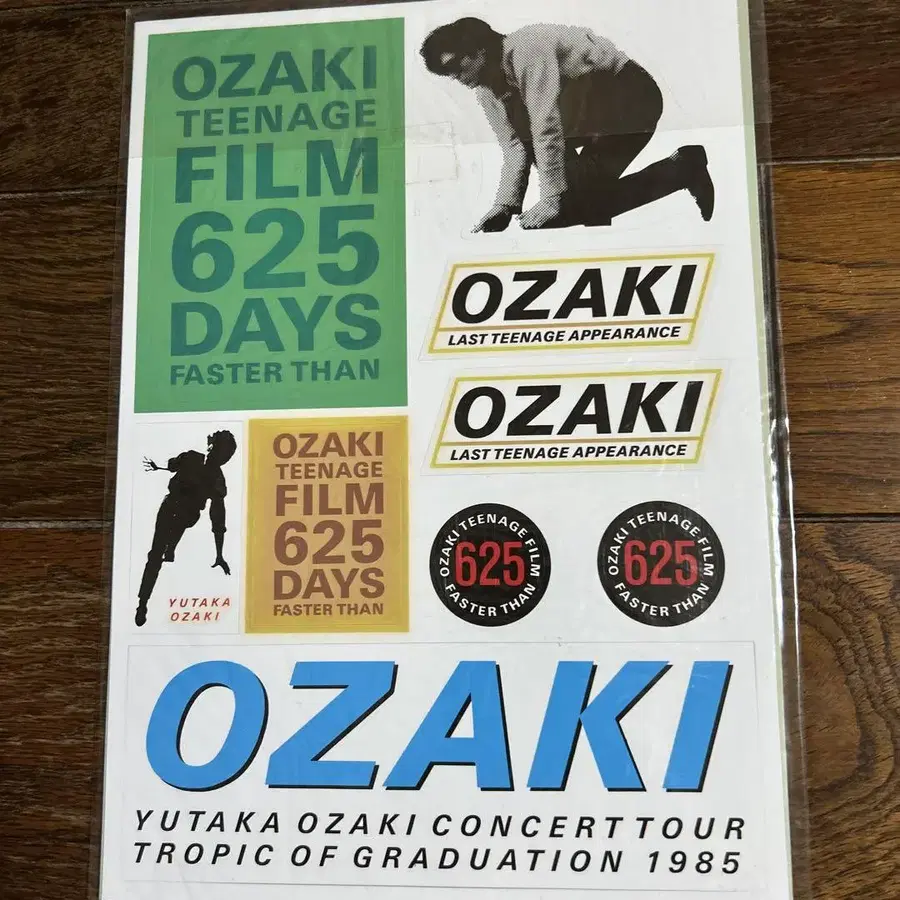 OZAKI
TEENAGE
FILM
625
DAYS
FASTER THAN
OZAKI
LAST TEENAGE APPEARANCE
OZAKI
LAST TEENAGE APPEARANCE
YUTAKA
OZAKI
OZAKI
TEENAGE
FILM
625
DAYS
FASTER THAN
OZAKI TEENAGE FILM
625
FASTER THAN
OZAKI TEENAGE FILM
625
FASTER THAN
OZAKI
YUTAKA OZAKI CONCERT TOUR
TROPIC OF GRADUATION 1985